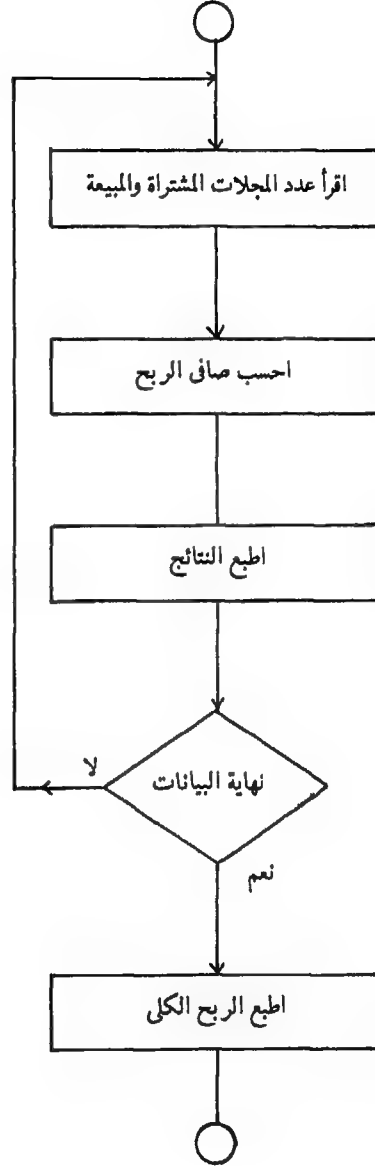 اقرأ عدد المجلات المشتراة والمبيعة
احسب صافى الربح
اطبع النتائج
نهاية البيانات
لا
نعم
اطبع الربح الكلى